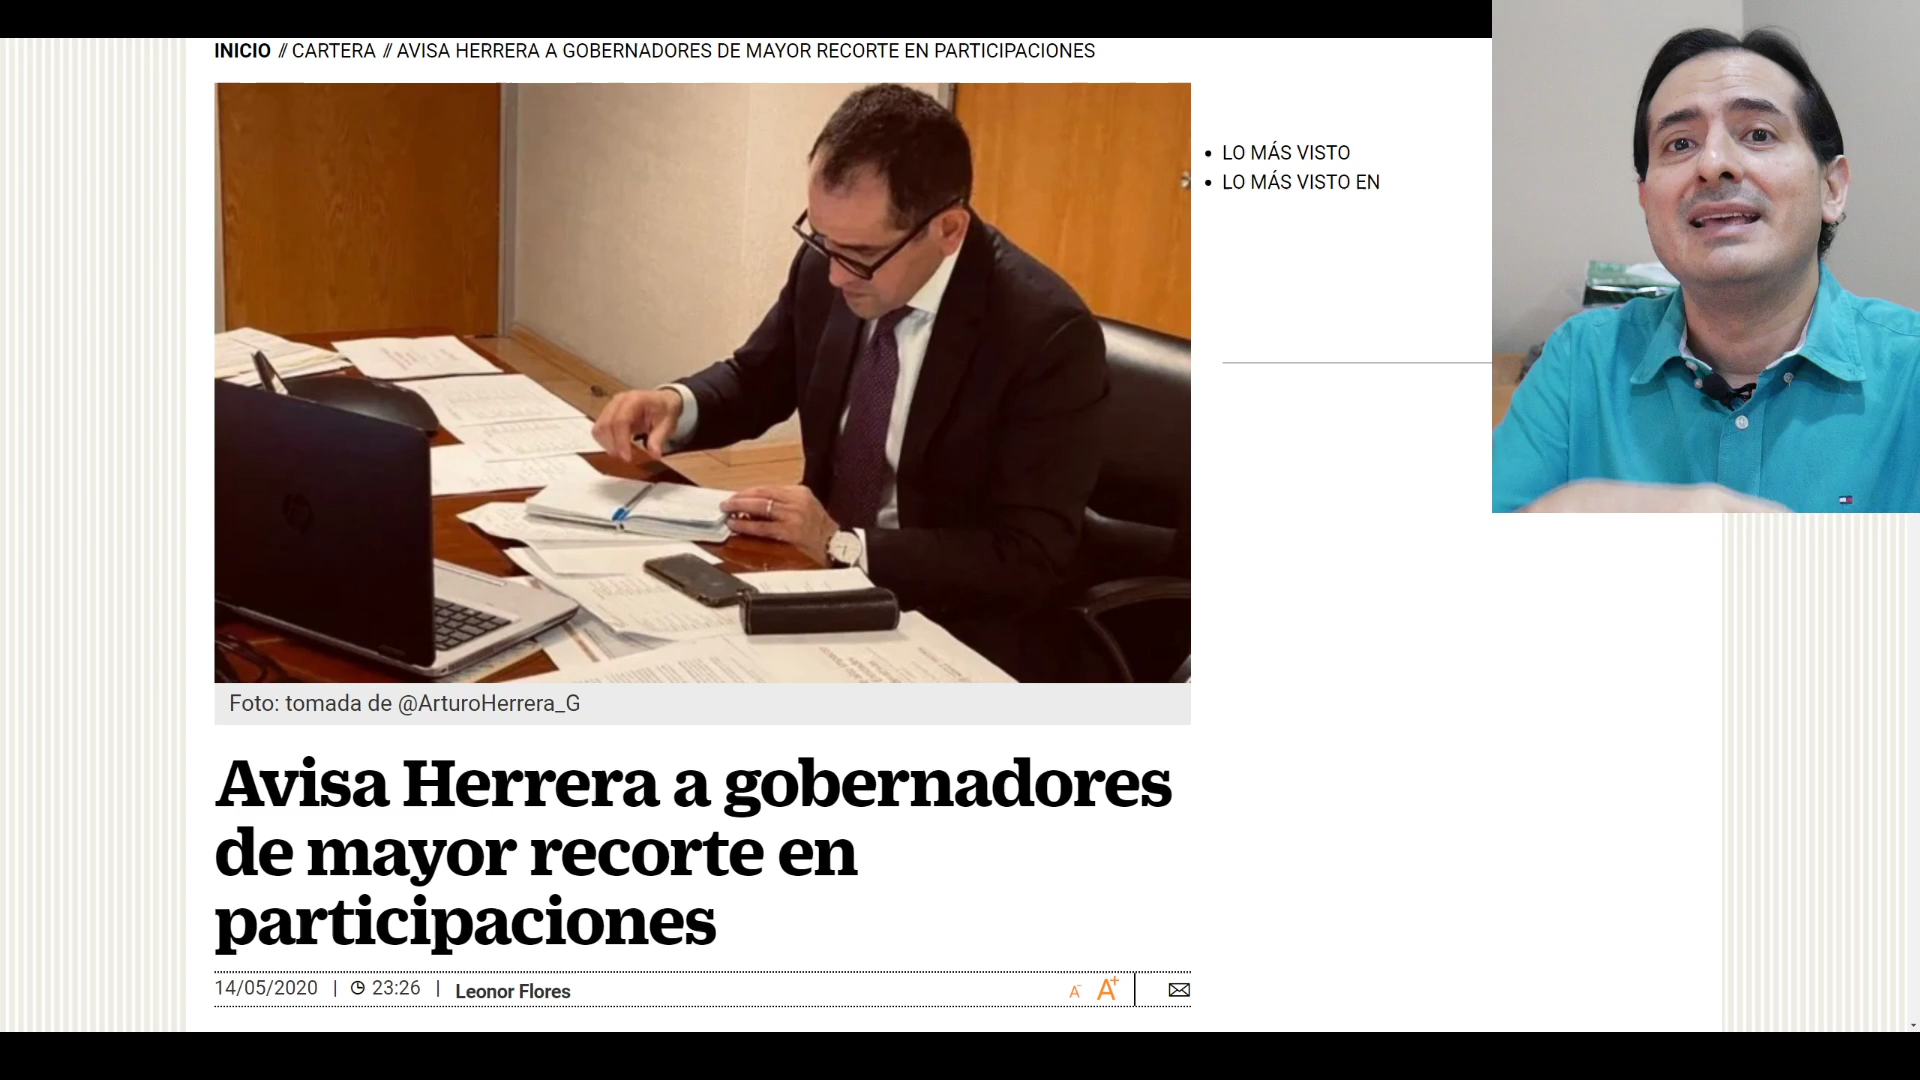 INICIO // CARTERA // AVISA HERRERA A GOBERNADORES DE MAYOR RECORTE EN PARTICIPACIONES
• LO MÁS VISTO
• LO MÁS VISTO EN
Foto: tomada de @ArturoHerrera_G
Avisa Herrera a gobernadores
de mayor recorte en
participaciones
14/05/2020 | 23:26 | Leonor Flores
A- A+